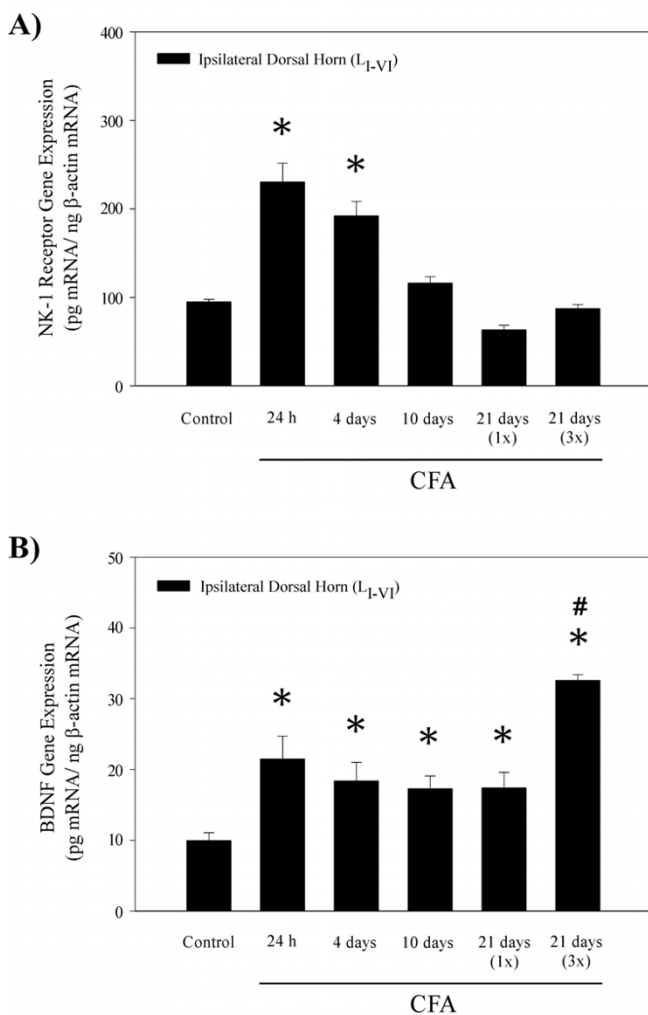 A)
NK-1 Receptor Gene Expression
(pg mRNA/ ng β-actin mRNA)
400
300
200
100
0
Ipsilateral Dorsal Horn (L_I-VI)
*
*
Control 24 h 4 days 10 days 21 days 21 days
(1x) (3x)
CFA
B)
BDNF Gene Expression
(pg mRNA/ ng β-actin mRNA)
50
40
30
20
10
0
Ipsilateral Dorsal Horn (L_I-VI)
#
* * * * *
Control 24 h 4 days 10 days 21 days 21 days
(1x) (3x)
CFA